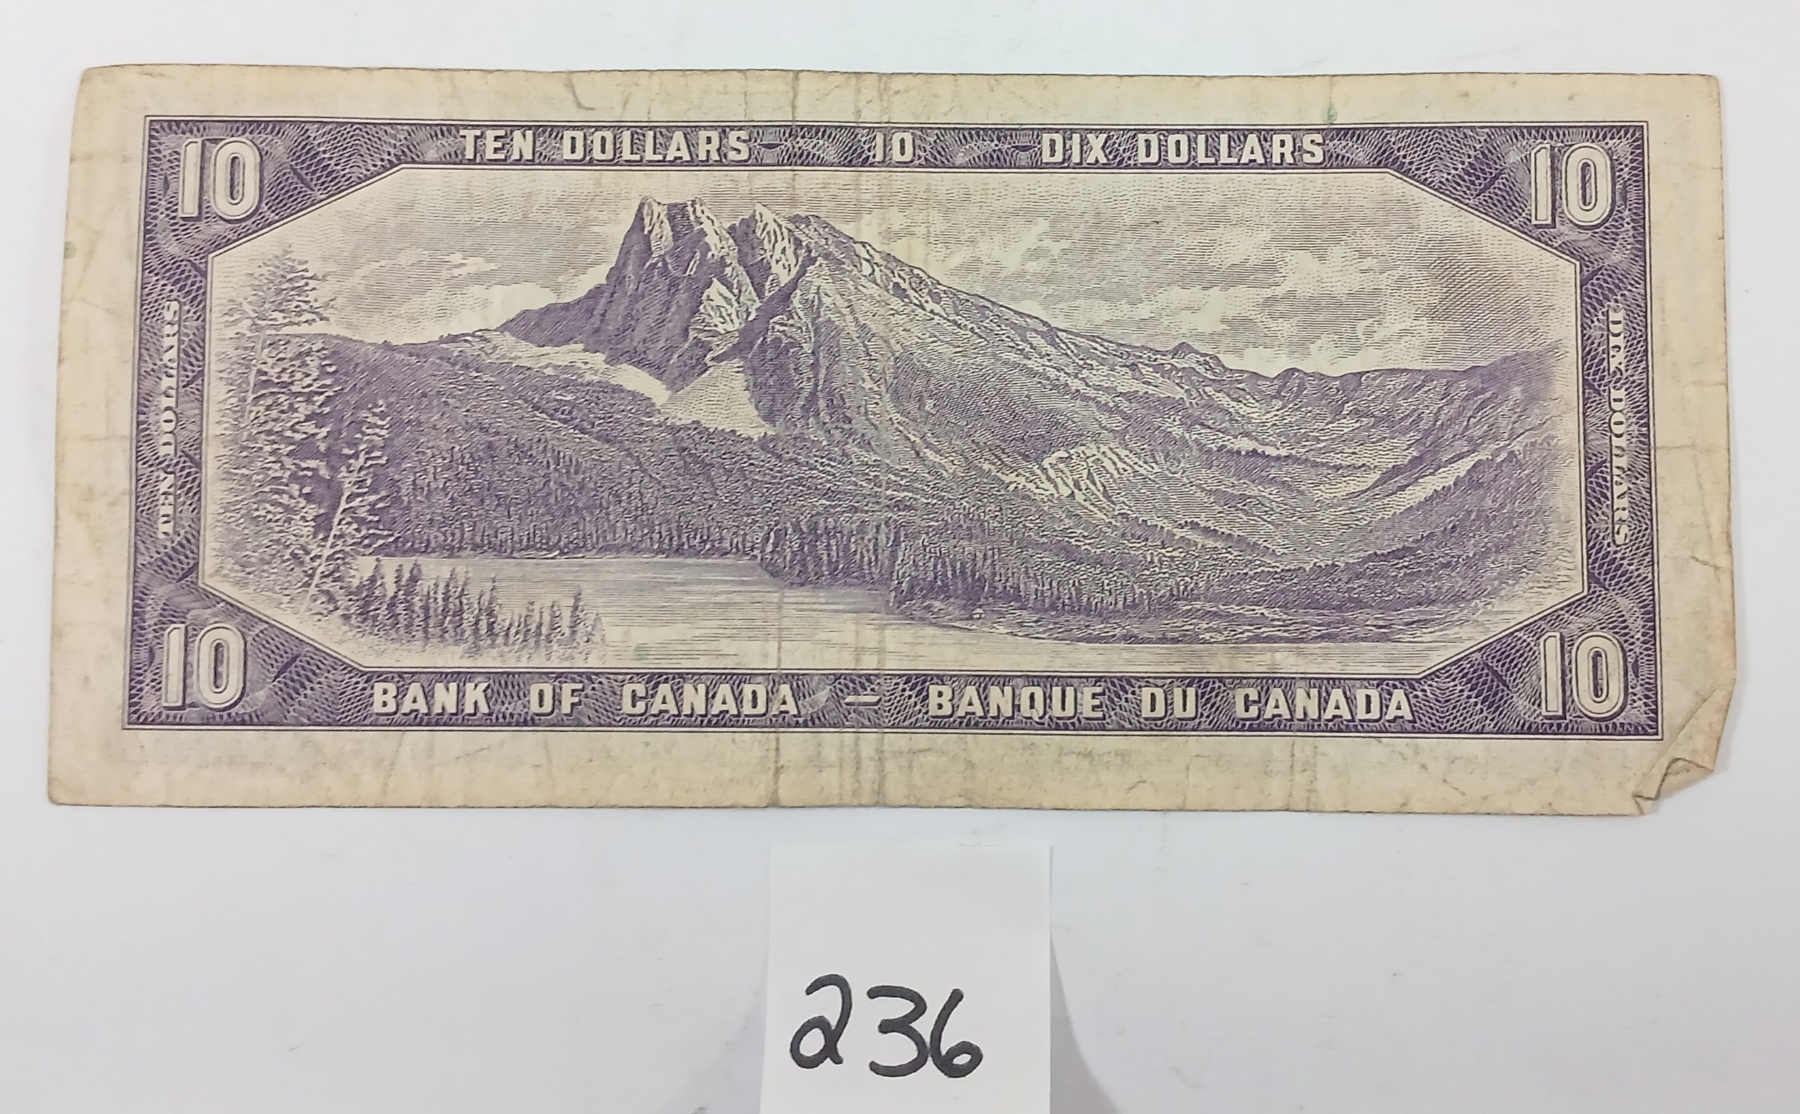 TEN DOLLARS 10 DIX DOLLARS
10
10
TEN DOLLARS
DIX DOLLARS
10
10
BANK OF CANADA — BANQUE DU CANADA
236